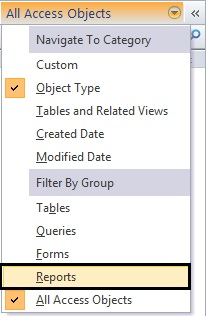 All Access Objects
Navigate To Category
Custom
Object Type
Tables and Related Views
Created Date
Modified Date
Filter By Group
Tables
Queries
Forms
Reports
All Access Objects